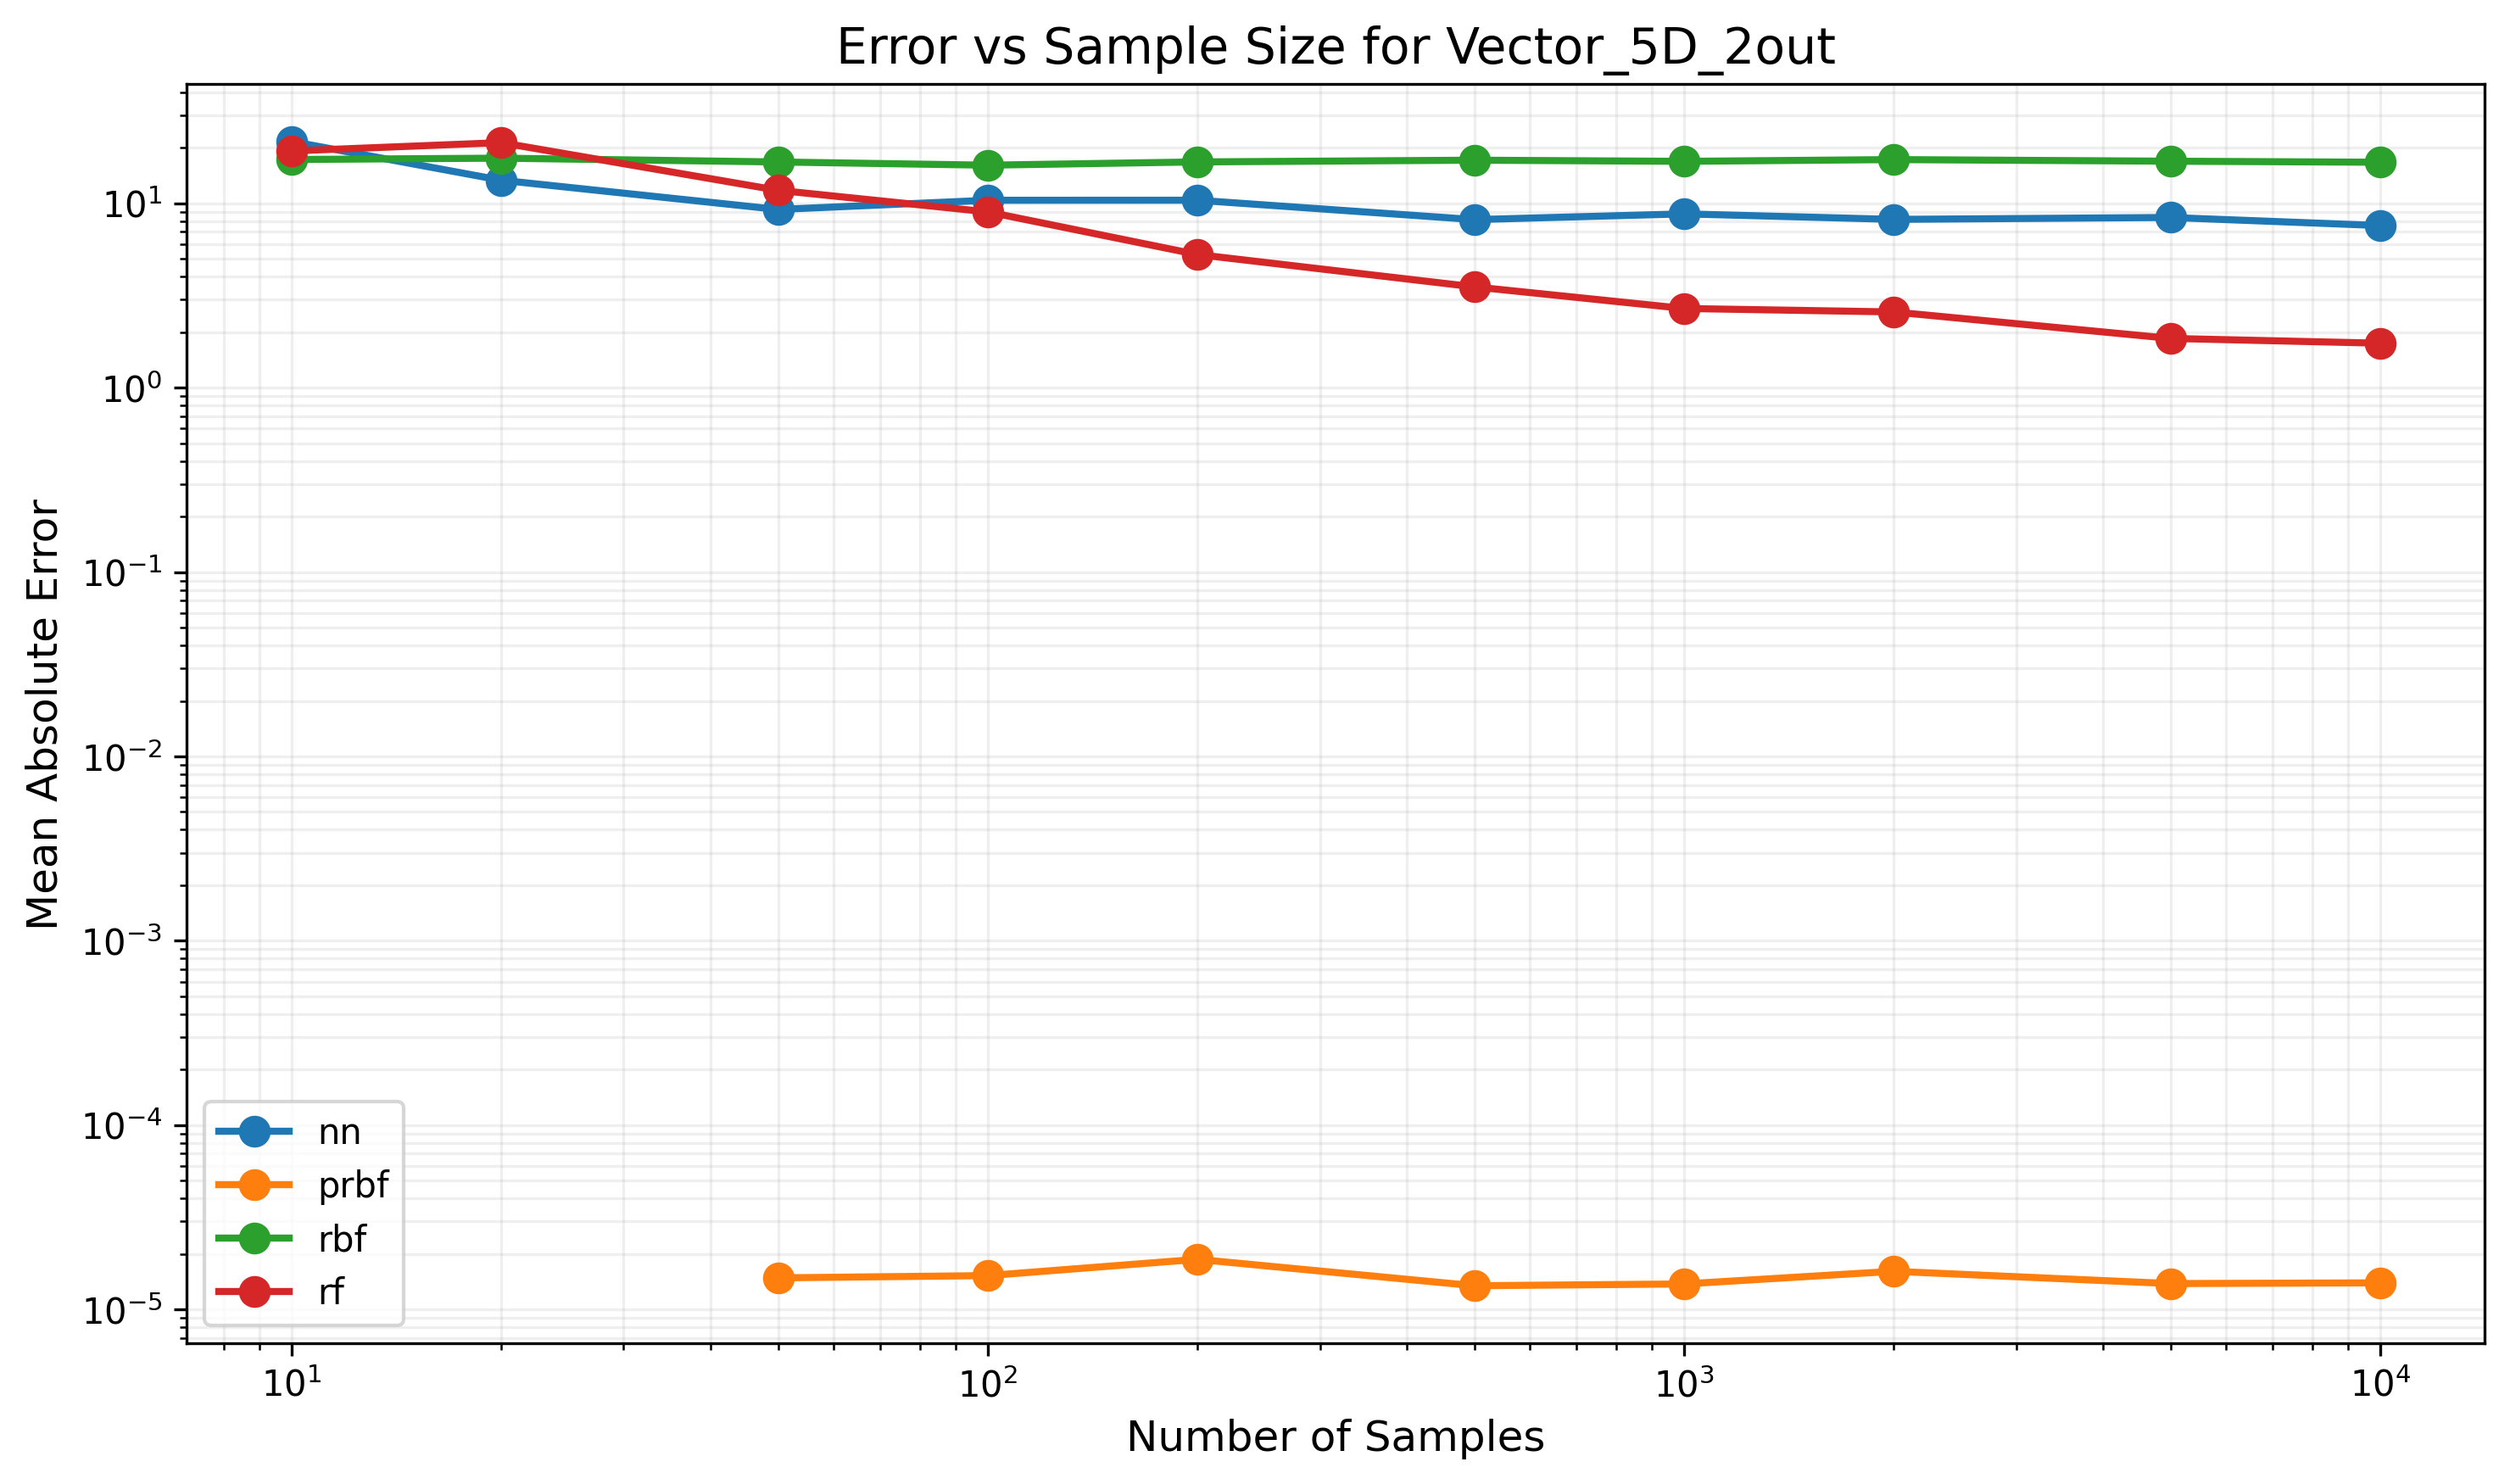 Error vs Sample Size for Vector_5D_2out
Mean Absolute Error
10¹
10⁰
10⁻¹
10⁻²
10⁻³
10⁻⁴
10⁻⁵
nn
prbf
rbf
rf
10¹ 10² 10³ 10⁴
Number of Samples